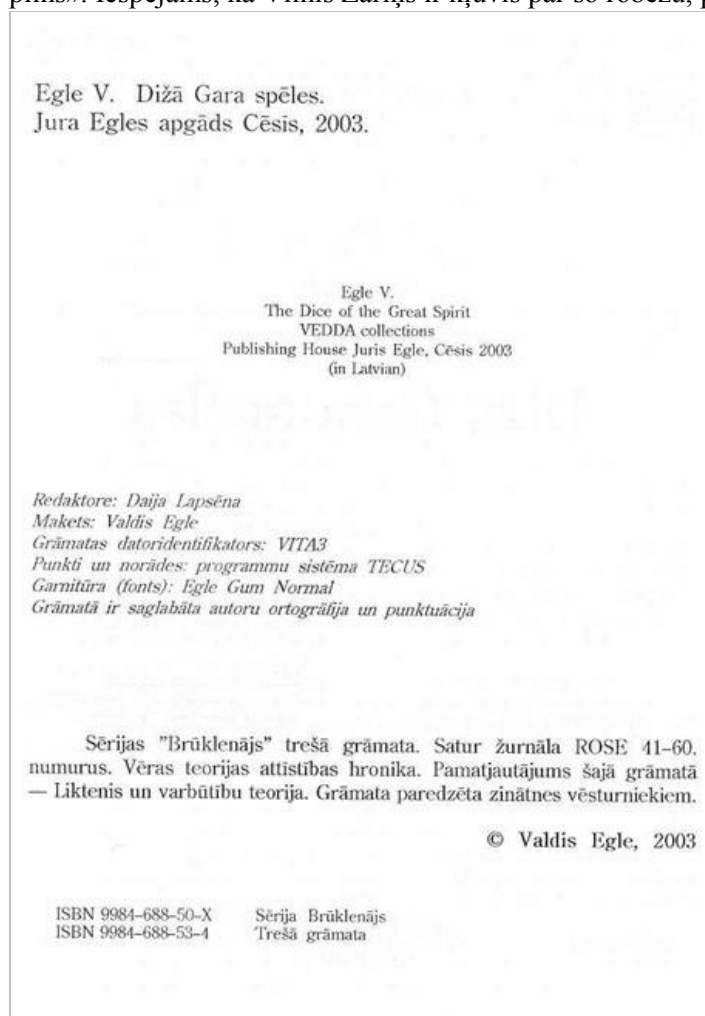 Egle V. Dižā Gara spēles.
Jura Egles apgāds Cēsīs, 2003.
Egle V.
The Dice of the Great Spirit
VEDDA collections
Publishing House Juris Egle, Cēsis 2003
(in Latvian)
Redaktore: Daija Lapsēna
Makets: Valdis Egle
Grāmatas datoridentifikators: VITA3
Punkti un norādes: programmu sistēma TECUS
Garnitūra (fonts): Egle Gum Normal
Grāmatā ir saglabāta autoru ortogrāfija un punktuācija
Sērijas "Brūklenājs" trešā grāmata. Satur žurnāla ROSE 41–60.
numurus. Vēras teorijas attīstības hronika. Pamatjautājums šajā grāmatā
— Liktenis un varbūtību teorija. Grāmata paredzēta zinātnes vēsturniekiem.
© Valdis Egle, 2003
ISBN 9984–688–50–X Sērija Brūklenājs
ISBN 9984–688–53–4 Trešā grāmata